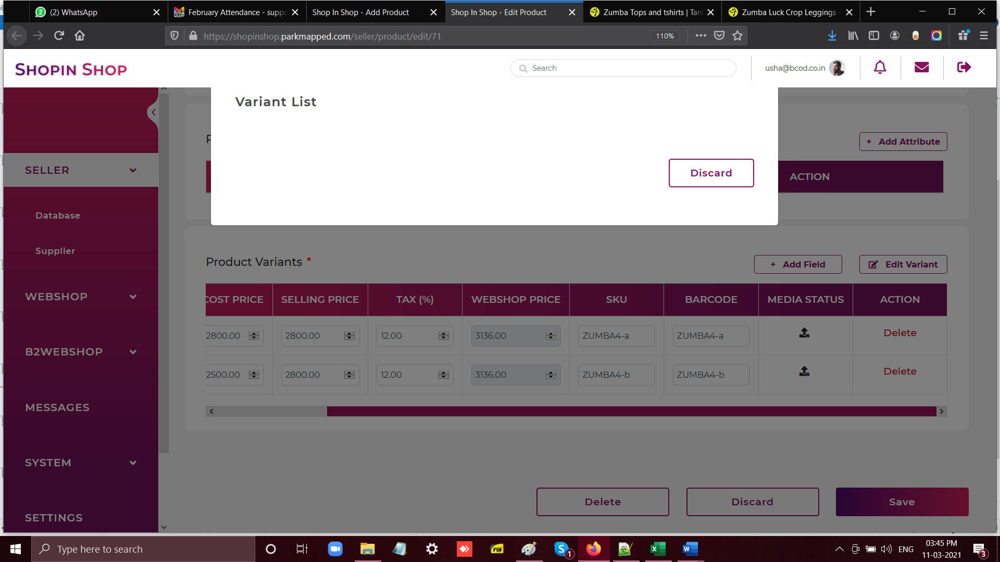 (2) WhatsApp
February Attendance - suppo
Shop In Shop - Add Product
Shop In Shop - Edit Product
Zumba Tops and tshirts | Tan
Zumba Luck Crop Leggings -
https://shopinshop.parkmapped.com/seller/product/edit/71
110%
SHOPIN SHOP
Search
usha@bcod.co.in
Variant List
Discard
+ Add Attribute
ACTION
SELLER
Database
Supplier
WEBSHOP
B2WEBSHOP
MESSAGES
SYSTEM
SETTINGS
Product Variants *
+ Add Field
Edit Variant
COST PRICE SELLING PRICE TAX (%) WEBSHOP PRICE SKU BARCODE MEDIA STATUS ACTION
2800.00 2800.00 12.00 3136.00 ZUMBA4-a ZUMBA4-a Delete
2500.00 2800.00 12.00 3136.00 ZUMBA4-b ZUMBA4-b Delete
Delete
Discard
Save
Type here to search
PDF
1
ENG
03:45 PM
11-03-2021
3